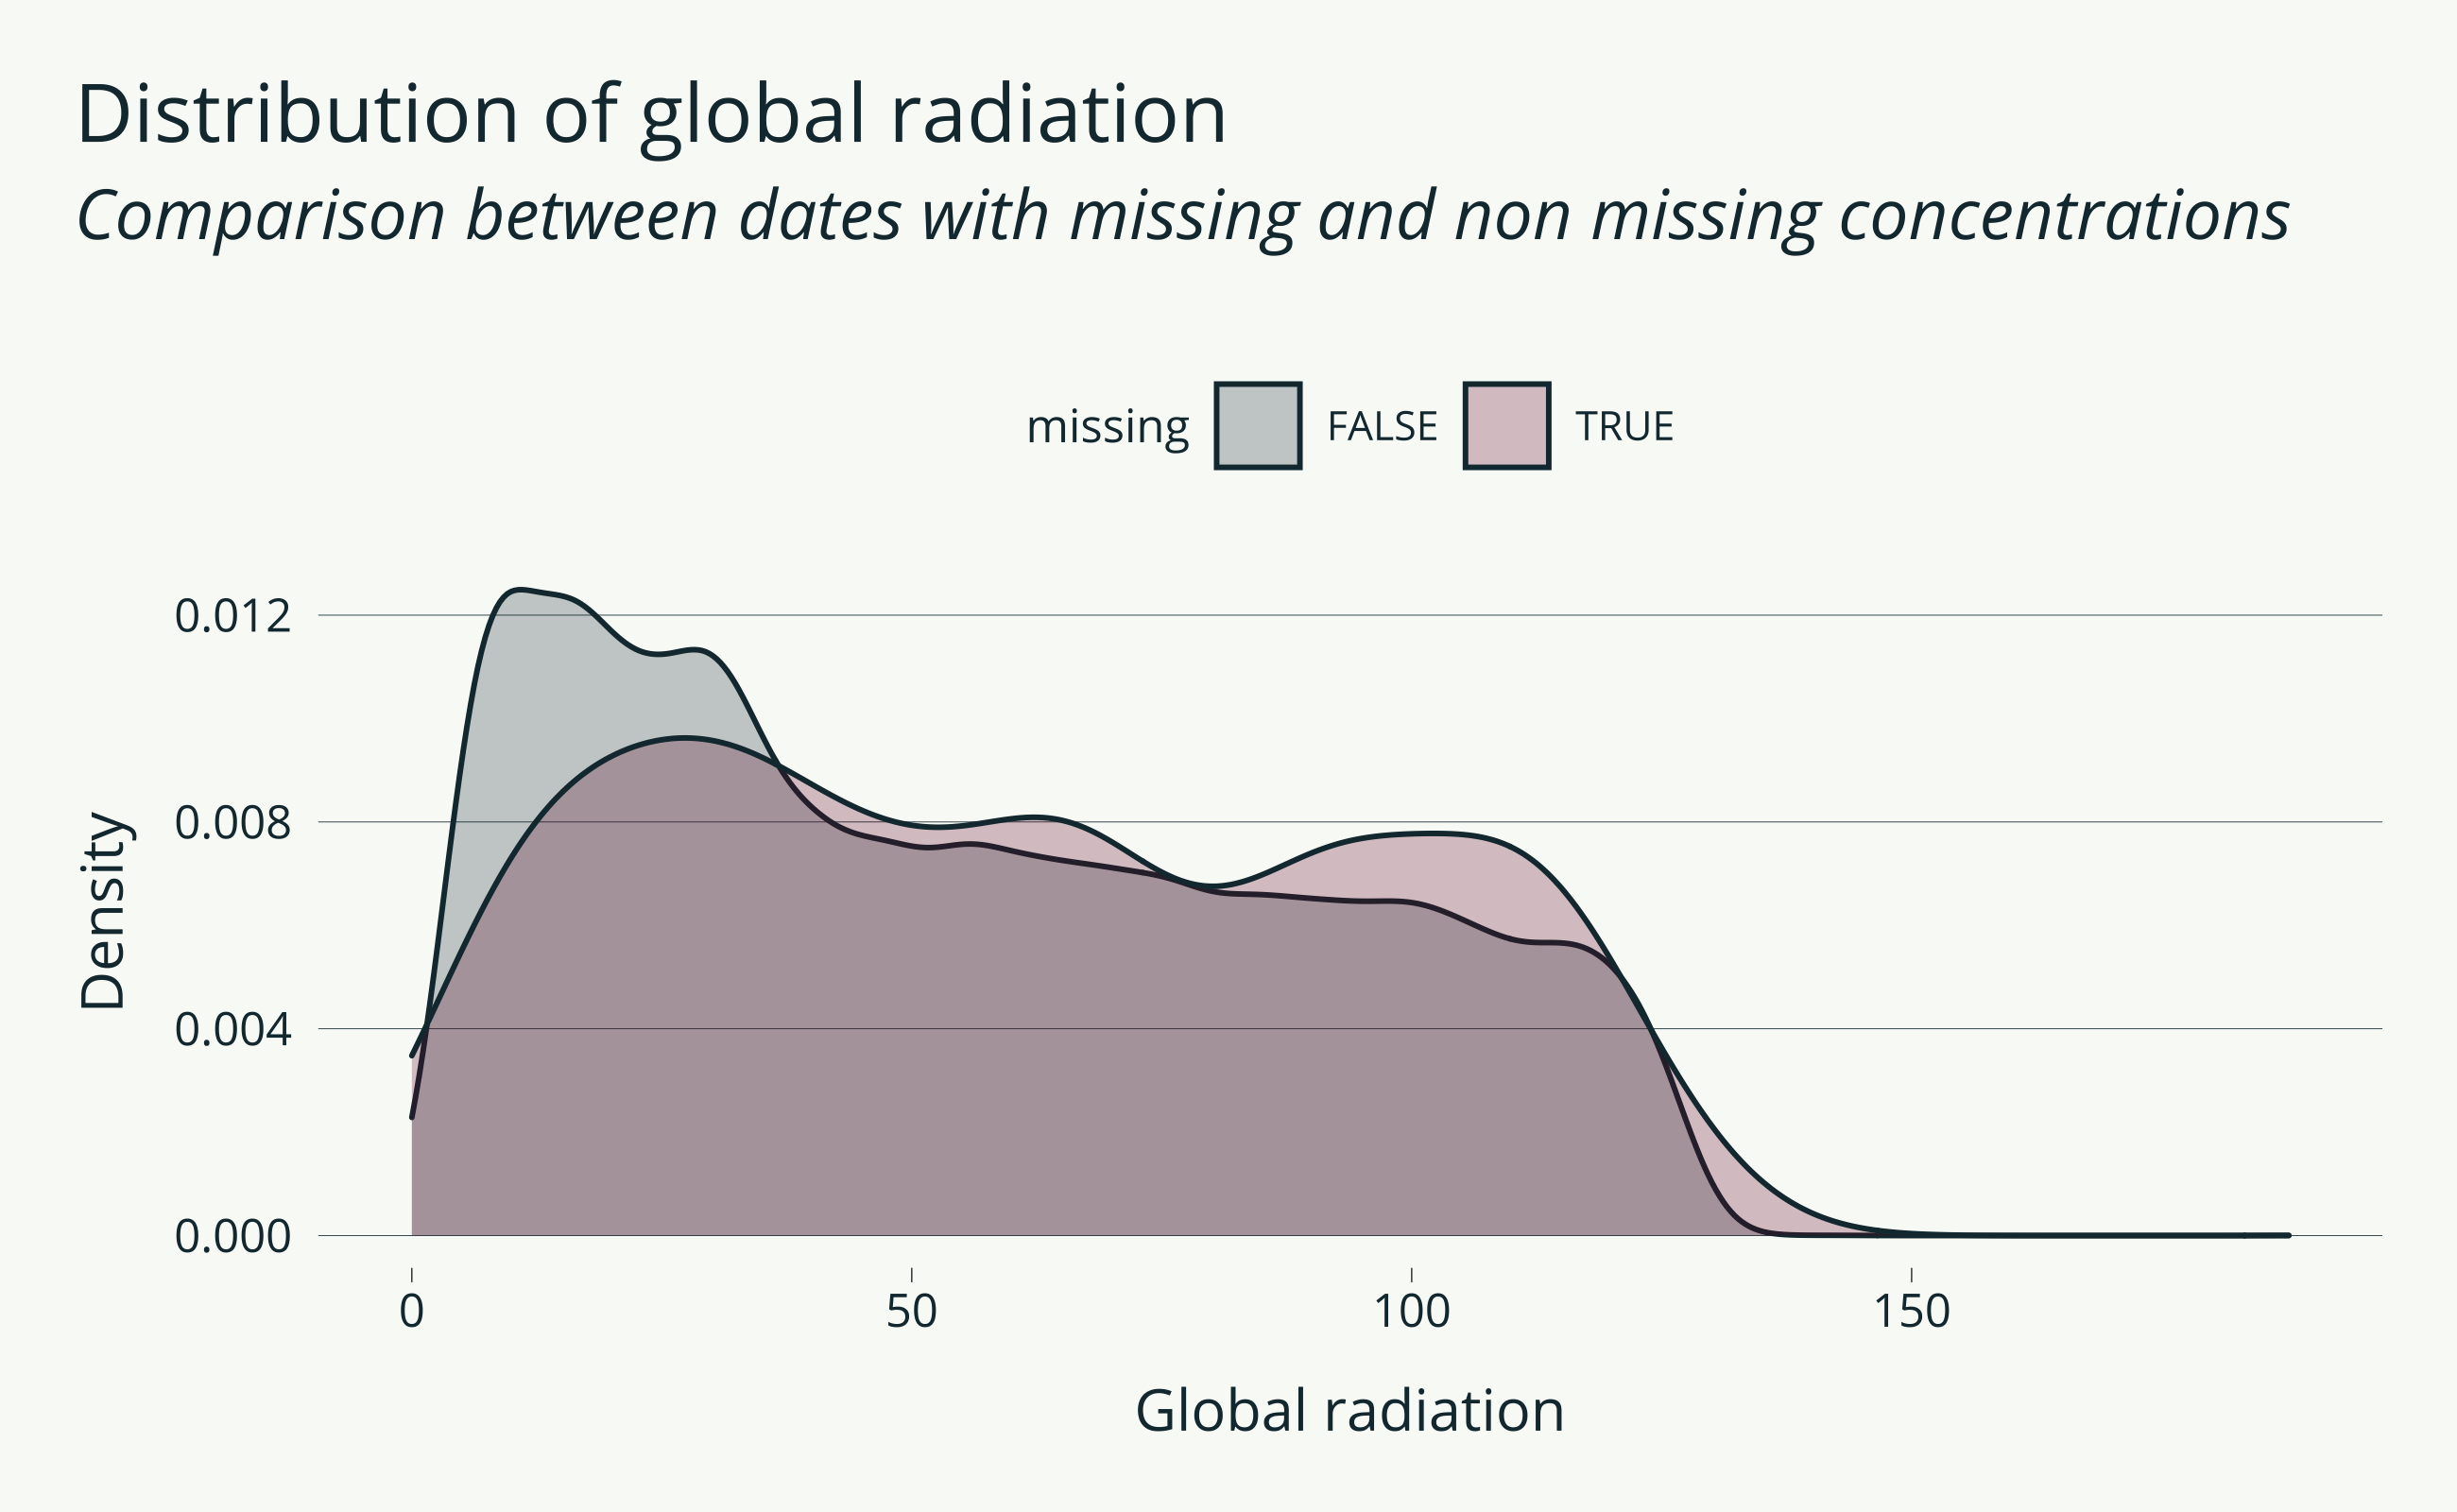 Distribution of global radiation
Comparison between dates with missing and non missing concentrations
missing FALSE TRUE
0.012
0.008
0.004
0.000
Density
0 50 100 150
Global radiation